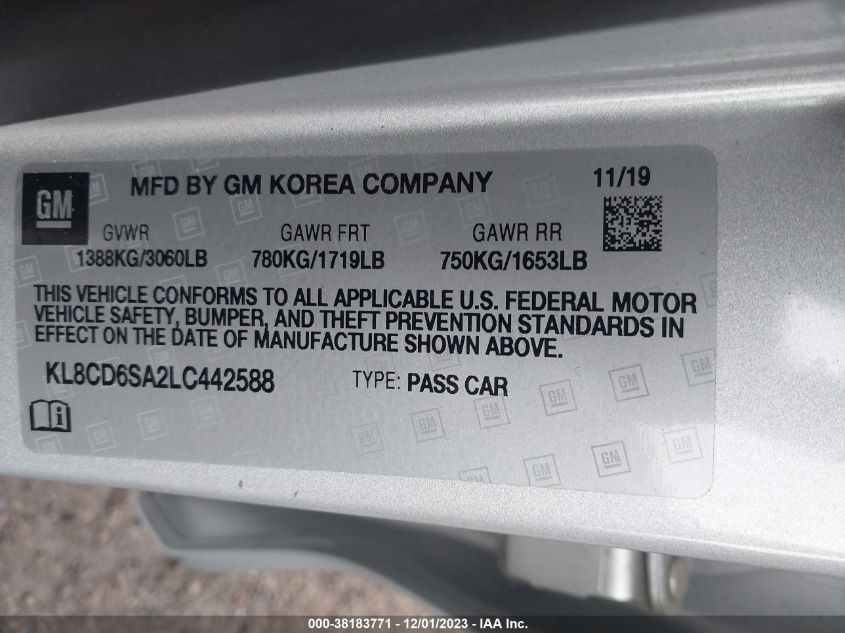 GM MFD BY GM KOREA COMPANY 11/19
GVWR GAWR FRT GAWR RR
1388KG/3060LB 780KG/1719LB 750KG/1653LB
THIS VEHICLE CONFORMS TO ALL APPLICABLE U.S. FEDERAL MOTOR
VEHICLE SAFETY, BUMPER, AND THEFT PREVENTION STANDARDS IN
EFFECT ON THE DATE OF MANUFACTURE SHOWN ABOVE.
KL8CD6SA2LC442588 TYPE: PASS CAR
000-38183771 - 12/01/2023 - IAA Inc.